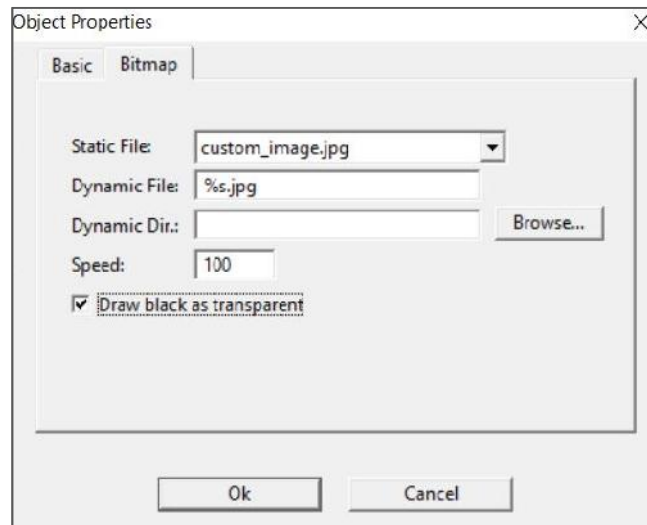 Object Properties
Basic Bitmap
Static File: custom_image.jpg
Dynamic File: %s.jpg
Dynamic Dir.: Browse...
Speed: 100
Draw black as transparent
Ok Cancel